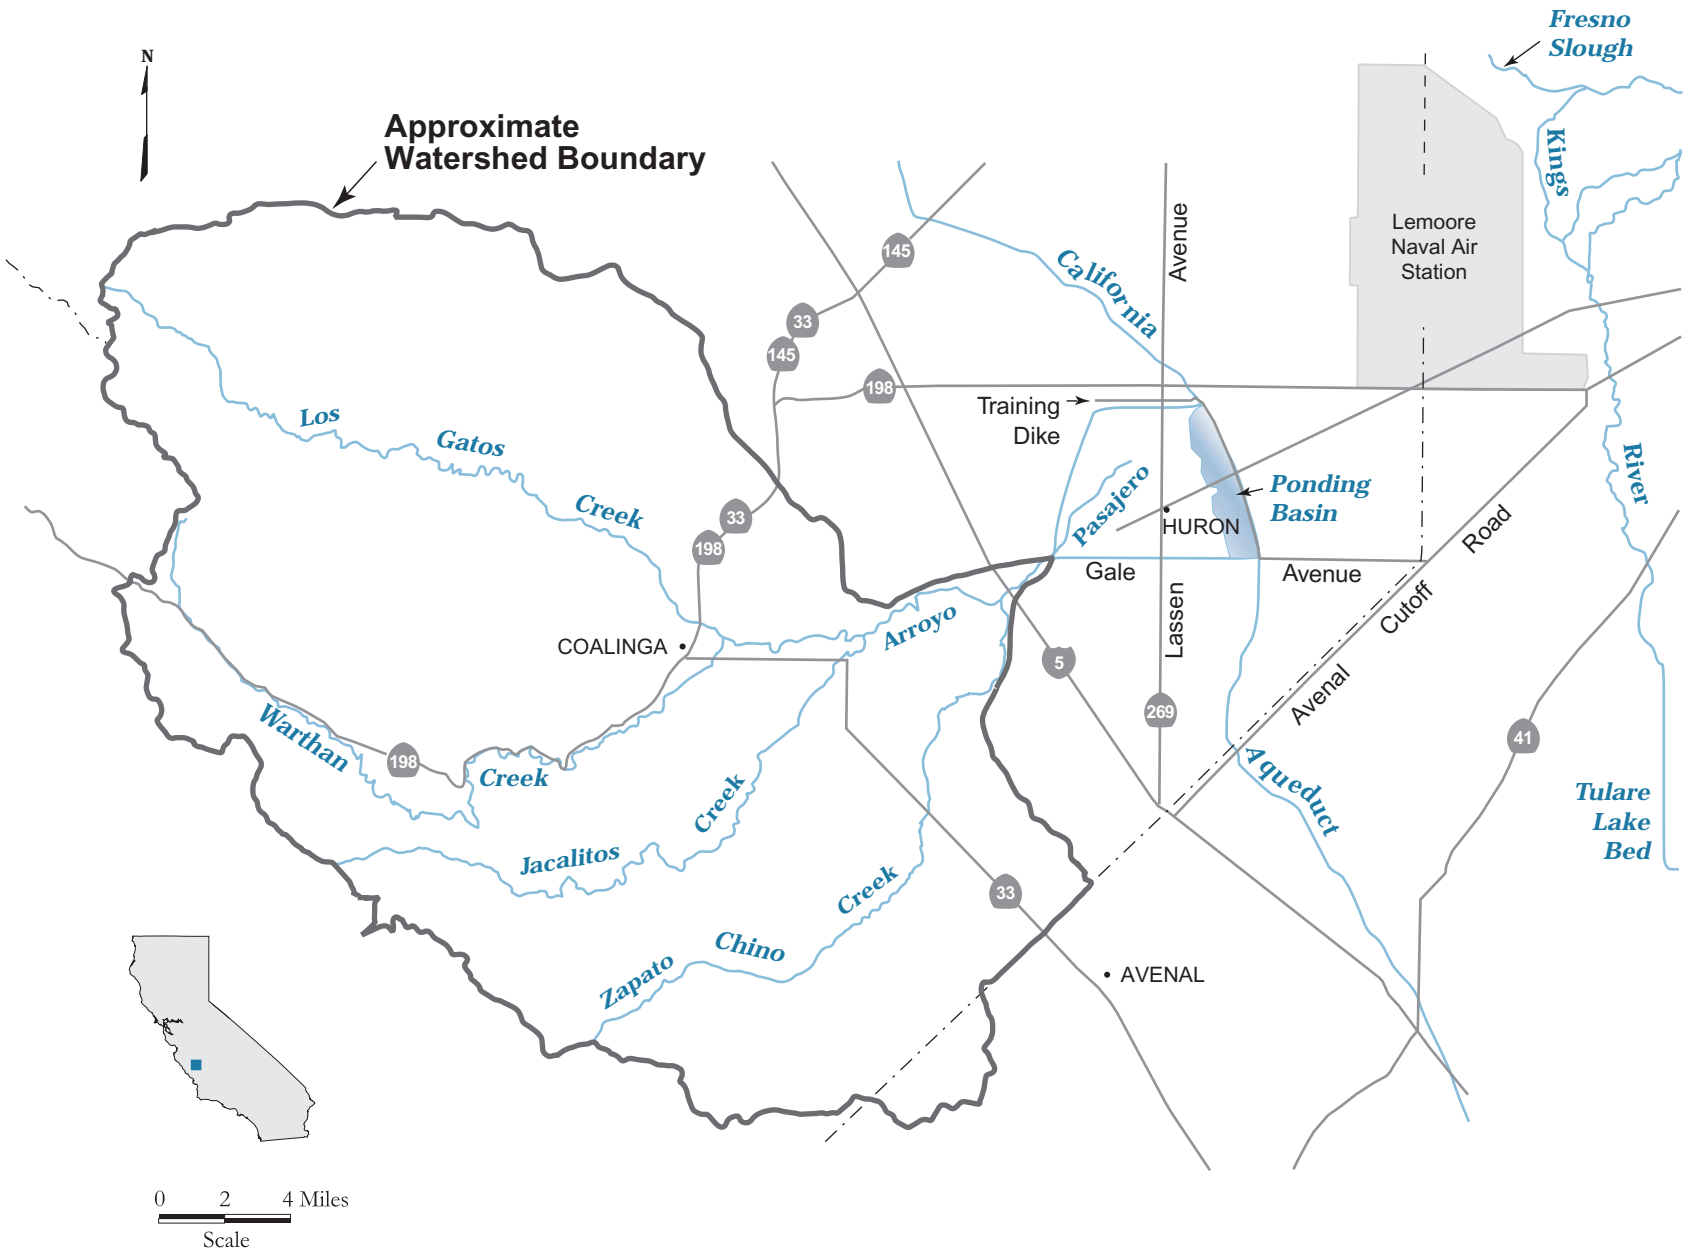 Fresno
Slough
N
Approximate
Watershed Boundary
Kings
Lemoore
Naval Air
Station
145
California
Avenue
33
145
198
Training
Dike
Los
Gatos
Creek
Pasajero
Ponding
Basin
River
HURON
33
198
Road
Gale
Avenue
Cutoff
Arroyo
COALINGA
Lassen
5
Avenal
269
41
Warthan
198
Creek
Aqueduct
Tulare
Lake
Bed
Jacalitos
Creek
33
Creek
Chino
Zapato
AVENAL
0 2 4 Miles
Scale